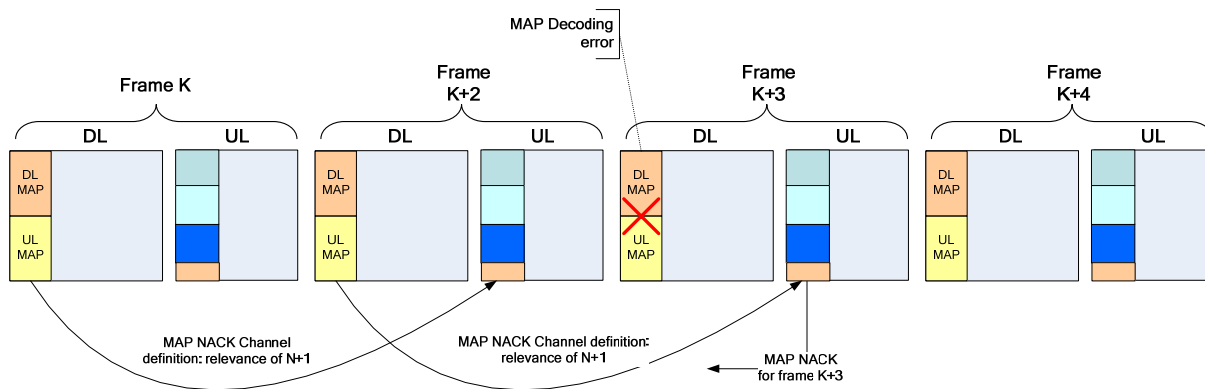 MAP Decoding
error
Frame K
Frame
K+2
Frame
K+3
Frame
K+4
DL
UL
DL
UL
DL
UL
DL
UL
DL
MAP
UL
MAP
DL
MAP
UL
MAP
DL
MAP
UL
MAP
DL
MAP
UL
MAP
MAP NACK Channel
definition: relevance of N+1
MAP NACK Channel definition:
relevance of N+1
MAP NACK
for frame K+3